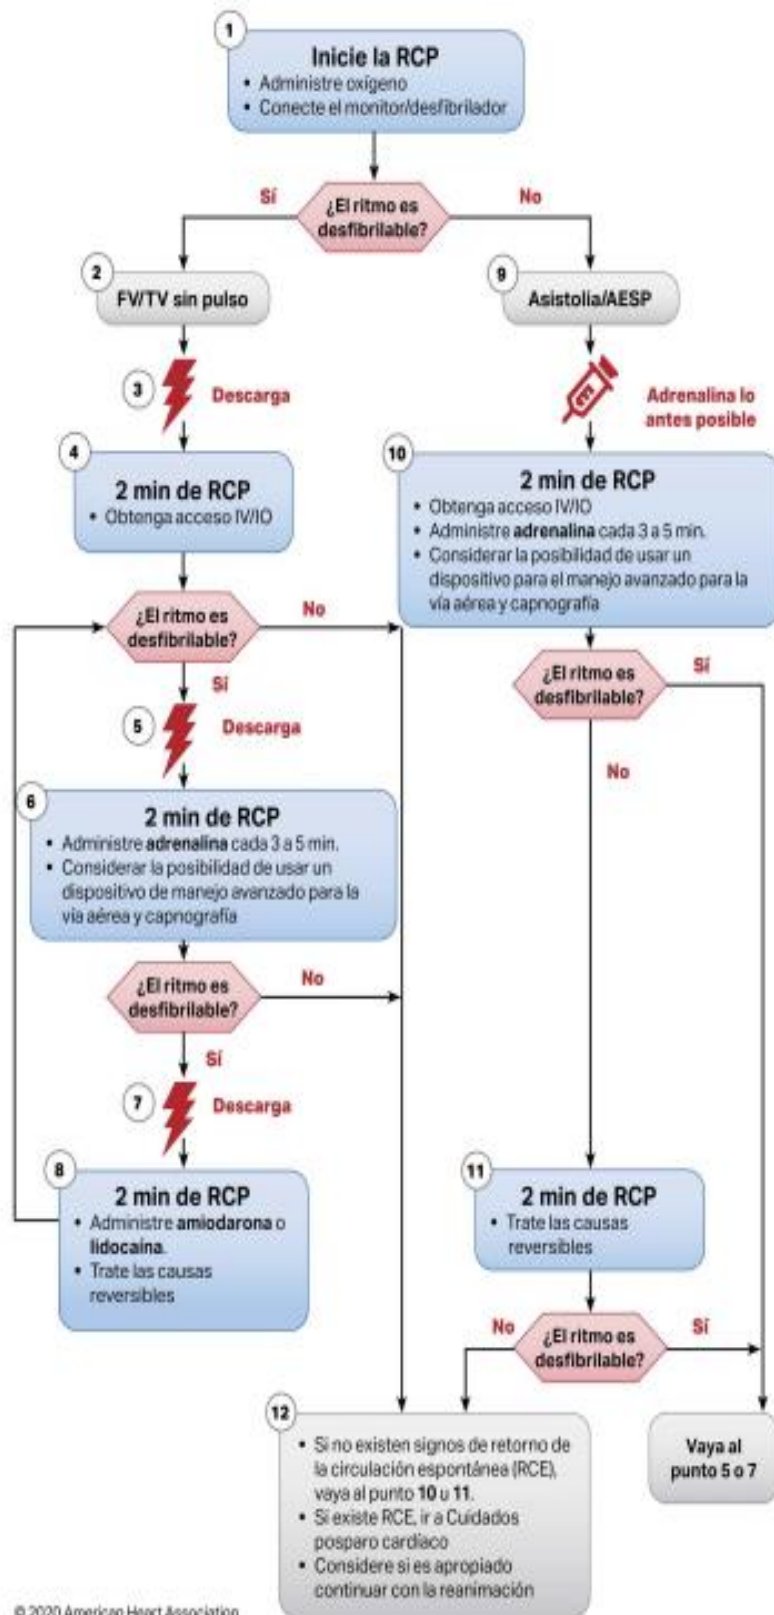 1
Inicie la RCP
• Administre oxígeno
• Conecte el monitor/desfibrilador
¿El ritmo es
desfibrilable?
Sí
No
2
FV/TV sin pulso
9
Asistolia/AESP
3
Descarga
Adrenalina lo
antes posible
4
2 min de RCP
• Obtenga acceso IV/IO
10
2 min de RCP
• Obtenga acceso IV/IO
• Administre adrenalina cada 3 a 5 min.
• Considerar la posibilidad de usar un
dispositivo para el manejo avanzado para la
vía aérea y capnografía
¿El ritmo es
desfibrilable?
No
Sí
¿El ritmo es
desfibrilable?
Sí
No
5
Descarga
6
2 min de RCP
• Administre adrenalina cada 3 a 5 min.
• Considerar la posibilidad de usar un
dispositivo de manejo avanzado para la
vía aérea y capnografía
¿El ritmo es
desfibrilable?
No
Sí
7
Descarga
8
2 min de RCP
• Administre amiodarona o
lidocaína.
• Trate las causas
reversibles
11
2 min de RCP
• Trate las causas
reversibles
No
¿El ritmo es
desfibrilable?
Sí
12
• Si no existen signos de retorno de
la circulación espontánea (RCE),
vaya al punto 10 u 11.
• Si existe RCE, ir a Cuidados
posparo cardíaco
• Considere si es apropiado
continuar con la reanimación
Vaya al
punto 5 o 7
© 2020 American Heart Association